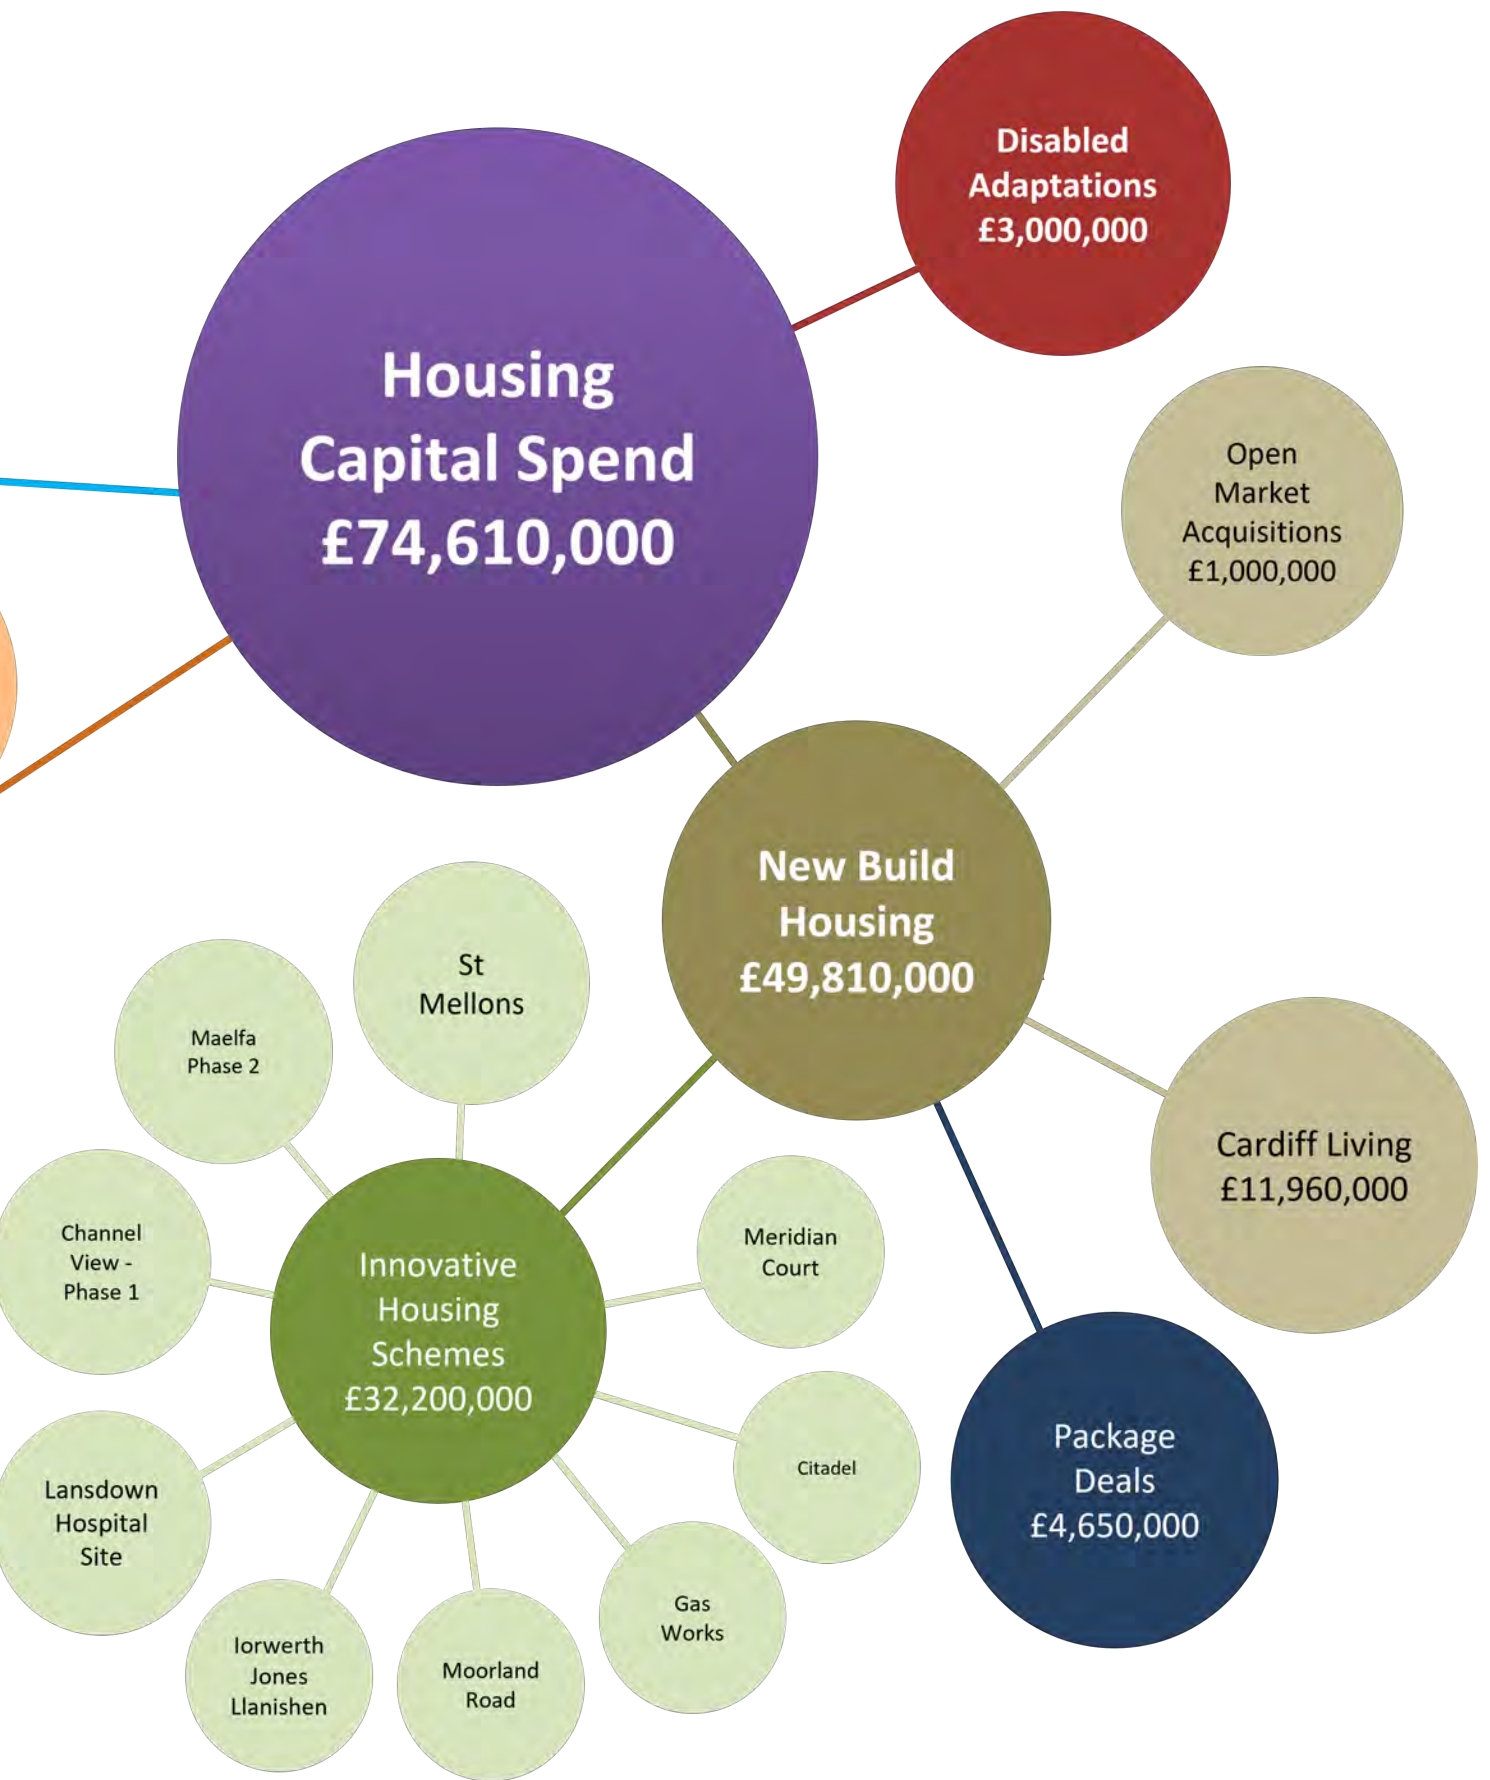 Disabled
Adaptations
£3,000,000
Housing
Capital Spend
£74,610,000
Open
Market
Acquisitions
£1,000,000
New Build
Housing
£49,810,000
St
Mellons
Maelfa
Phase 2
Cardiff Living
£11,960,000
Channel
View -
Phase 1
Meridian
Court
Innovative
Housing
Schemes
£32,200,000
Package
Deals
£4,650,000
Citadel
Lansdown
Hospital
Site
Gas
Works
Iorwerth
Jones
Llanishen
Moorland
Road